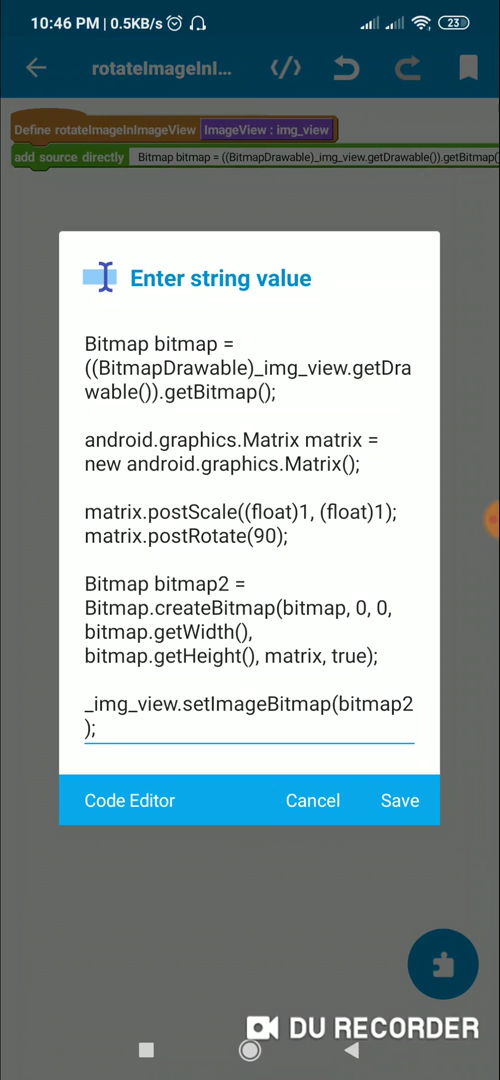 10:46 PM | 0.5KB/s
23
rotateImageInI...
Define rotateImageInImageView ImageView : img_view
add source directly Bitmap bitmap = ((BitmapDrawable)_img_view.getDrawable()).getBitmap(
Enter string value
Bitmap bitmap =
((BitmapDrawable)_img_view.getDra
wable()).getBitmap();
android.graphics.Matrix matrix =
new android.graphics.Matrix();
matrix.postScale((float)1, (float)1);
matrix.postRotate(90);
Bitmap bitmap2 =
Bitmap.createBitmap(bitmap, 0, 0,
bitmap.getWidth(),
bitmap.getHeight(), matrix, true);
_img_view.setImageBitmap(bitmap2
);
Code Editor Cancel Save
DU RECORDER